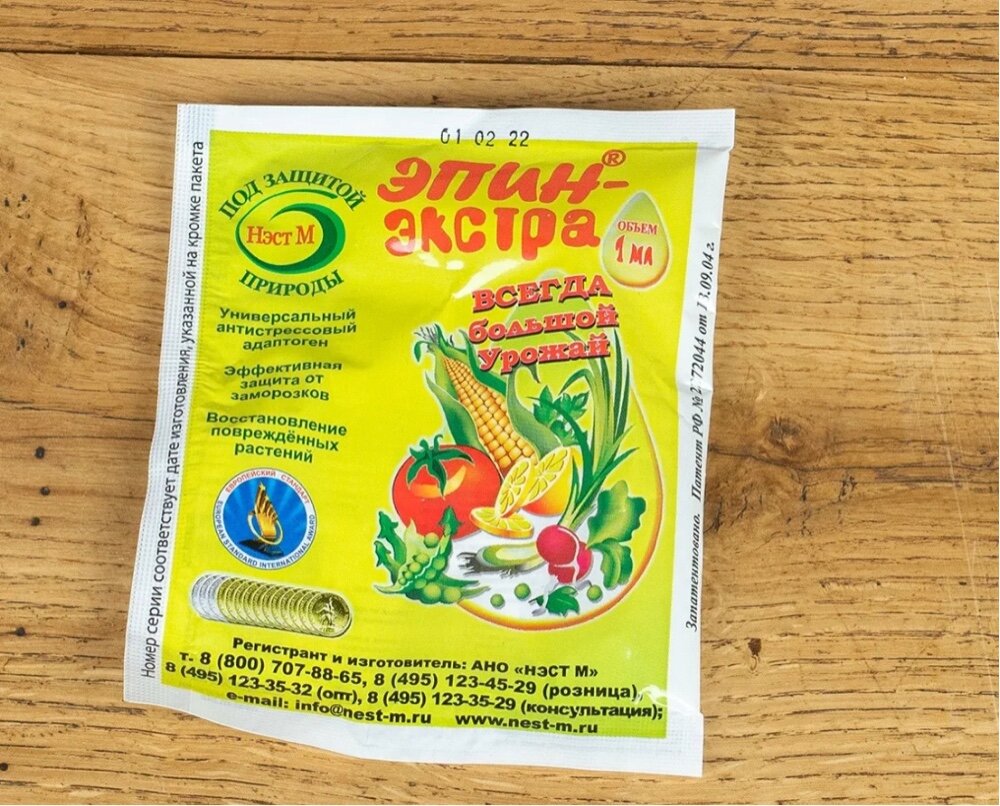 01 02 22
ЭПИН-®
ЭКСТРА
ОБЪЕМ
1 МЛ
ПОД ЗАЩИТОЙ
Нэст М
ПРИРОДЫ
ВСЕГДА
большой
Урожай
Универсальный
антистрессовый
адаптоген
Эффективная
защита от
заморозков
Восстановление
повреждённых
растений
ЕВРОПЕЙСКИЙ СТАНДАРТ
EUROPEAN STANDARD INTERNATIONAL AWARD
Регистрант и изготовитель: АНО «НЭСТ М»
т. 8 (800) 707-88-65, 8 (495) 123-45-29 (розница),
8 (495) 123-35-32 (опт), 8 (495) 123-35-29 (консультация);
e-mail: info@nest-m.ru www.nest-m.ru
Номер серии соответствует дате изготовления, указанной на кромке пакета
Запатентовано. Патент РФ № 72044 от 13.09.04 г.